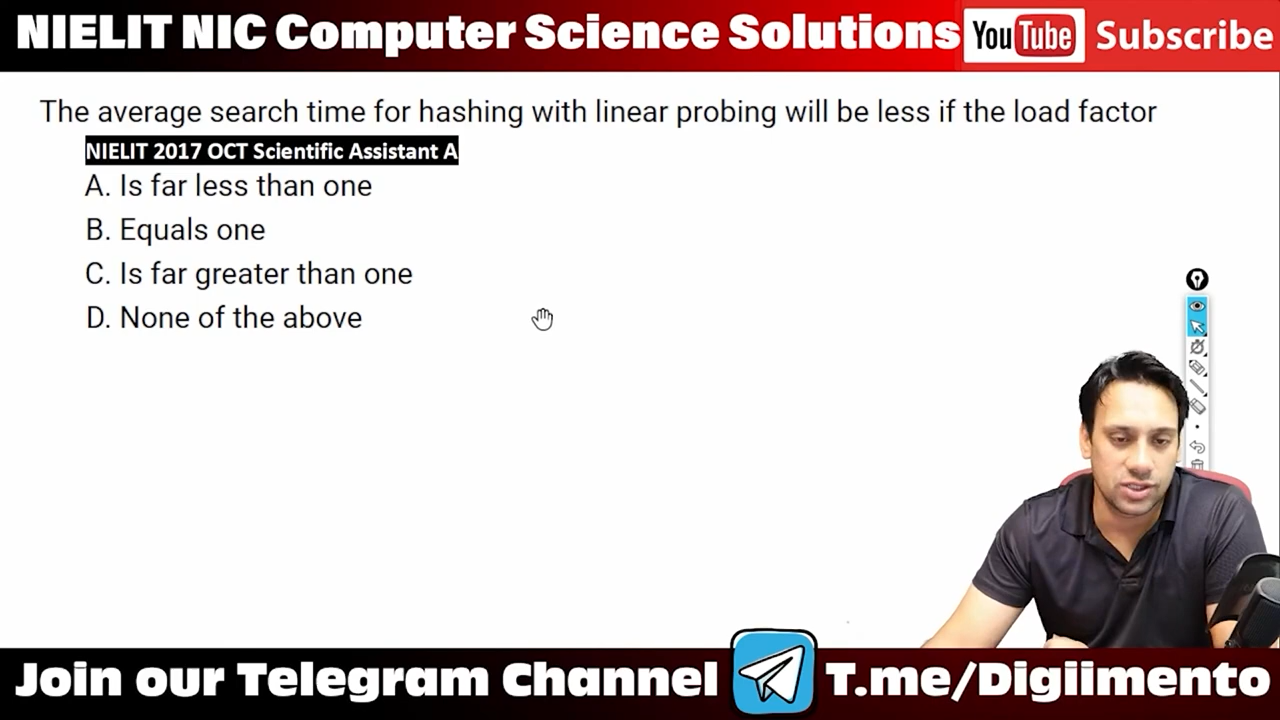 NIELIT NIC Computer Science Solutions YouTube Subscribe
The average search time for hashing with linear probing will be less if the load factor
NIELIT 2017 OCT Scientific Assistant A
A. Is far less than one
B. Equals one
C. Is far greater than one
D. None of the above
Join our Telegram Channel T.me/Digiimento